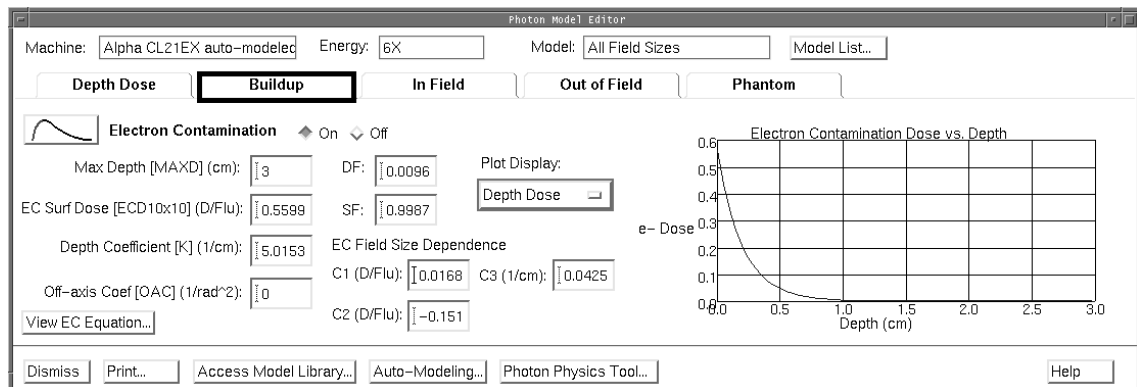 Photon Model Editor
Machine: Alpha CL21EX auto-modeled Energy: 6X Model: All Field Sizes Model List...
Depth Dose Buildup In Field Out of Field Phantom
Electron Contamination On Off
Max Depth [MAXD] (cm): 3 DF: 0.0096 Plot Display:
Depth Dose
EC Surf Dose [ECD10x10] (D/Flu): 0.5599 SF: 0.9987
Depth Coefficient [K] (1/cm): 5.0153 EC Field Size Dependence
C1 (D/Flu): 0.0168 C3 (1/cm): 0.0425
Off-axis Coef [OAC] (1/rad^2): 0
C2 (D/Flu): -0.151
View EC Equation...
Electron Contamination Dose vs. Depth
0.6
0.5
0.4
e- Dose 0.3
0.2
0.1
0.0
0.0 0.5 1.0 1.5 2.0 2.5 3.0
Depth (cm)
Dismiss Print... Access Model Library... Auto-Modeling... Photon Physics Tool... Help